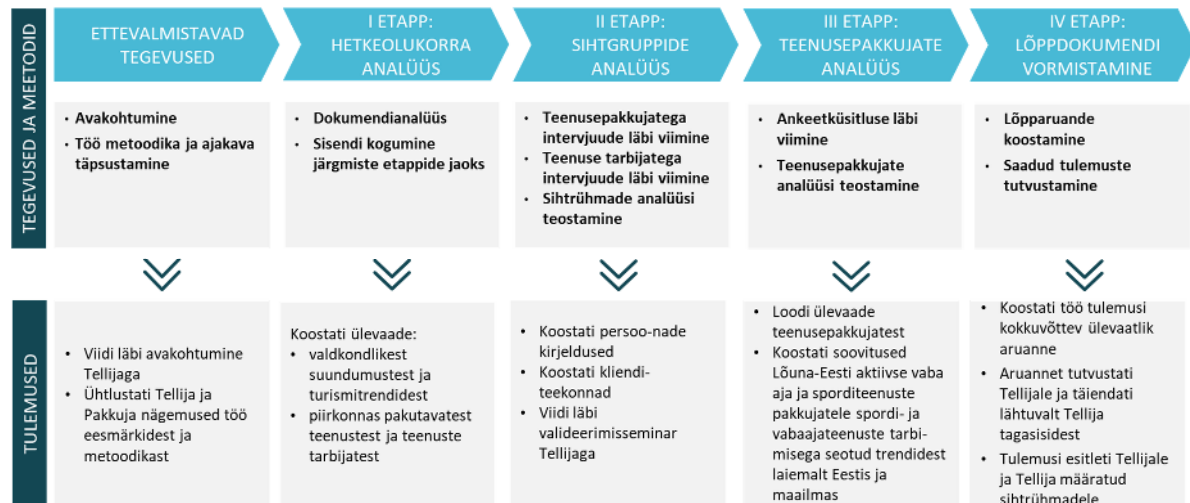 TEGEVUSED JA MEETODID
ETTEVALMISTAVAD
TEGEVUSED
I ETAPP:
HETKEOLUKORRA
ANALÜÜS
II ETAPP:
SIHTGRUPPIDE
ANALÜÜS
III ETAPP:
TEENUSEPAKKUJATE
ANALÜÜS
IV ETAPP:
LÕPPDOKUMENDI
VORMISTAMINE
• Avakohtumine
• Töö metoodika ja ajakava
täpsustamine
• Dokumendianalüüs
• Sisendi kogumine
järgmiste etappide jaoks
• Teenusepakkujatega
intervjuude läbi viimine
• Teenuse tarbijatega
intervjuude läbi viimine
• Sihtrühmade analüüsi
teostamine
• Ankeetküsitluse läbi
viimine
• Teenusepakkujate
analüüsi teostamine
• Lõpparuande
koostamine
• Saadud tulemuste
tutvustamine
TULEMUSED
• Viidi läbi avakohtumine
Tellijaga
• Ühtlustati Tellija ja
Pakkuja nägemused töö
eesmärkidest ja
metoodikast
Koostati ülevaade:
• valdkondlikest
suundumustest ja
turismitrendidest
• piirkonnas pakutavatest
teenustest ja teenuste
tarbijatest
• Koostati persoo-nade
kirjeldused
• Koostati kliendi-
teekonnad
• Viidi läbi
valideerimisseminar
Tellijaga
• Loodi ülevaade
teenusepakkujatest
• Koostati soovitused
Lõuna-Eesti aktiivse vaba
aja ja sporditeenuste
pakkujatele spordi- ja
vabaajateenuste tarbi-
misega seotud trendidest
laiemalt Eestis ja
maailmas
• Koostati töö tulemusi
kokkuvõttev ülevaatlik
aruanne
• Aruannet tutvustati
Tellijale ja täiendati
lähtuvalt Tellija
tagasisidest
• Tulemusi esitleti Tellijale
ja Tellija määratud
sihtrühmadele